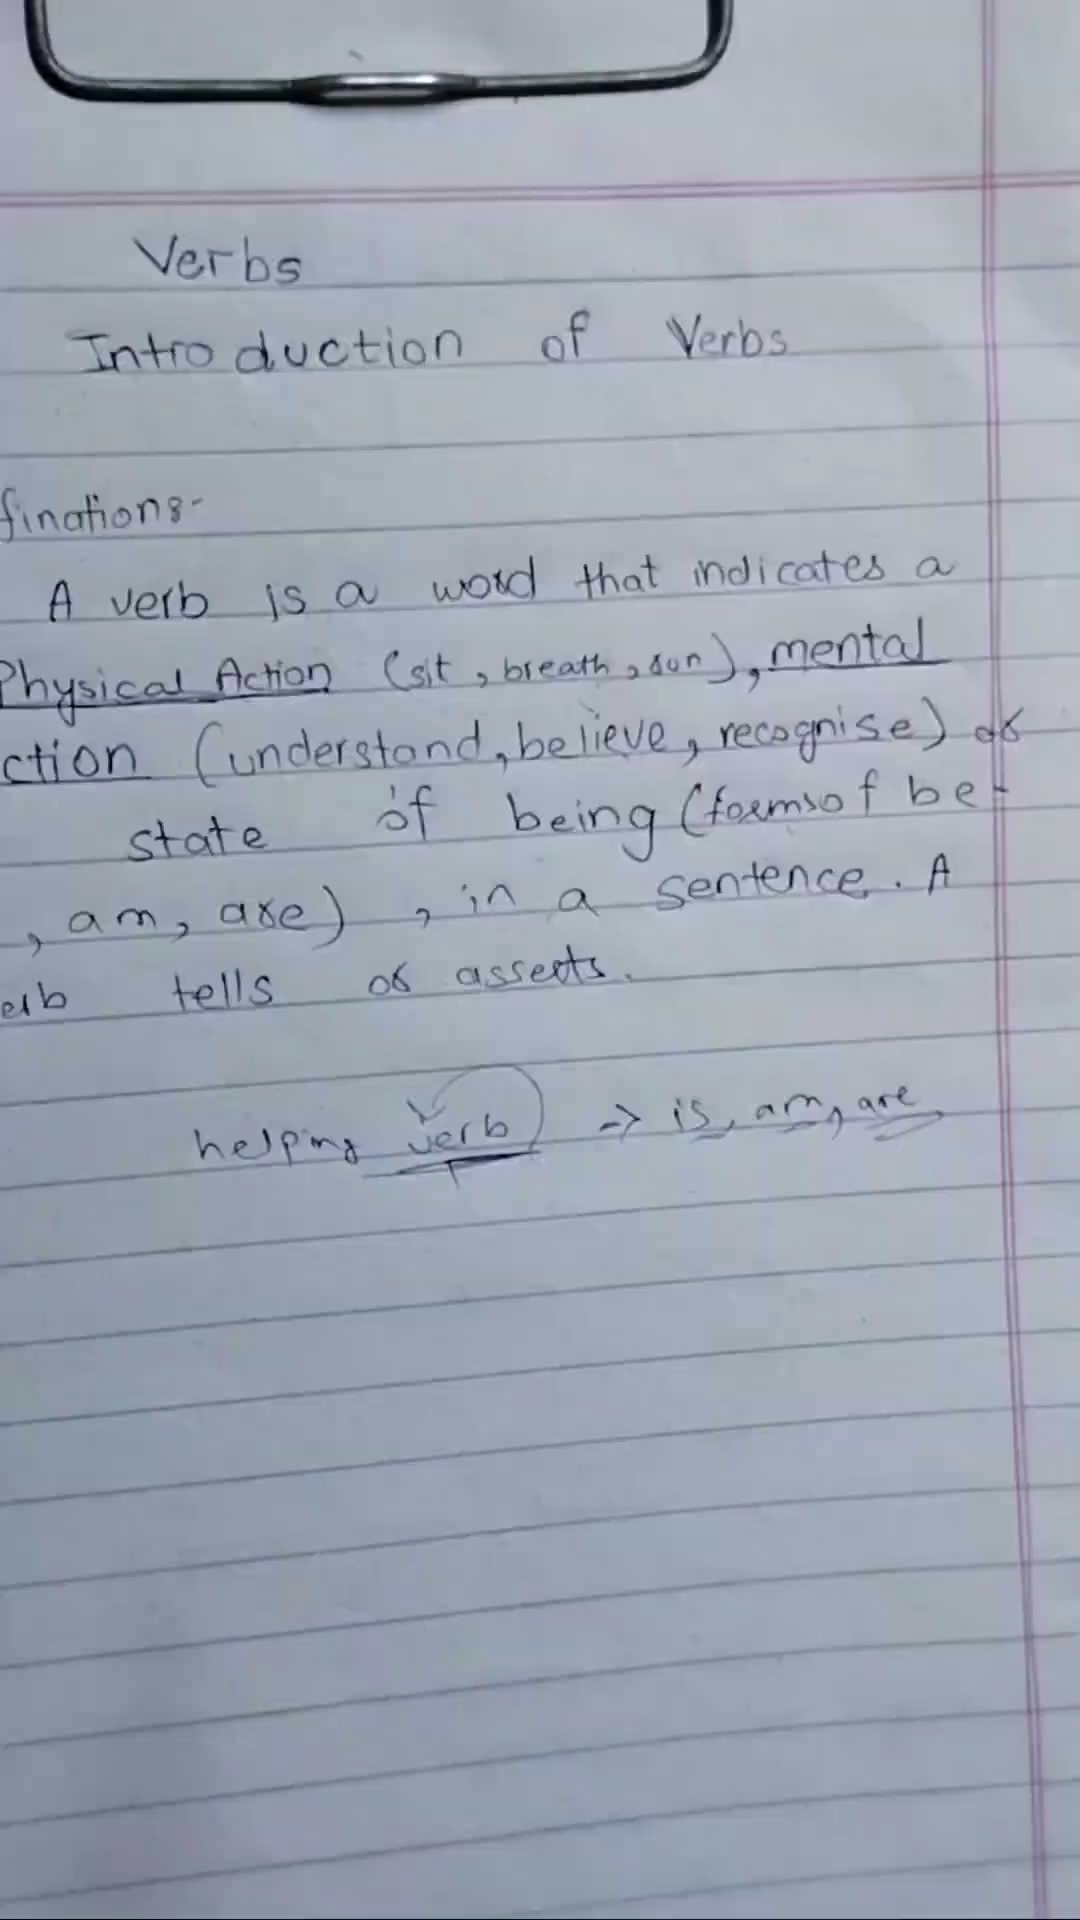 Verbs
Introduction of Verbs
finations-
A verb is a word that indicates a
Physical Action (sit, breath, run), mental
ction (understand, believe, recognise) or
state of being (forms of be-
, am, are), in a sentence. A
erb tells or asserts.
helping verb → is, am, are